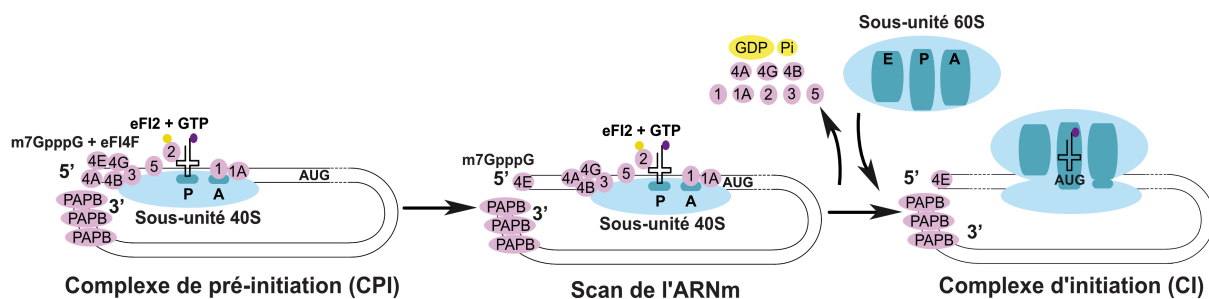 eFI2 + GTP
m7GpppG + eFI4F
2
4E 4G 5 1 1A
5' 3
4A 4B
AUG
P A
PAPB 3'
PAPB
PAPB
Sous-unité 40S
Complexe de pré-initiation (CPI)
eFI2 + GTP
m7GpppG
2
5' 4E 4A 4G 5 1 1A
4B 3
AUG
P A
PAPB 3'
PAPB
PAPB
Sous-unité 40S
Scan de l'ARNm
GDP Pi
4A 4G 4B
1 1A 2 3 5
Sous-unité 60S
E P A
5' 4E
AUG
PAPB
PAPB
PAPB 3'
Complexe d'initiation (CI)